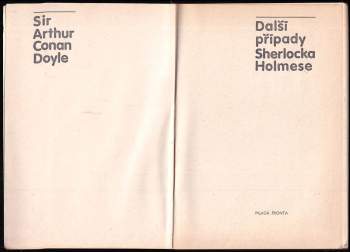 Sir
Arthur
Conan
Doyle
Další
případy
Sherlocka
Holmese
MLADÁ FRONTA